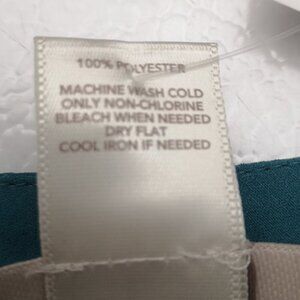 100% POLYESTER
MACHINE WASH COLD
ONLY NON-CHLORINE
BLEACH WHEN NEEDED
DRY FLAT
COOL IRON IF NEEDED